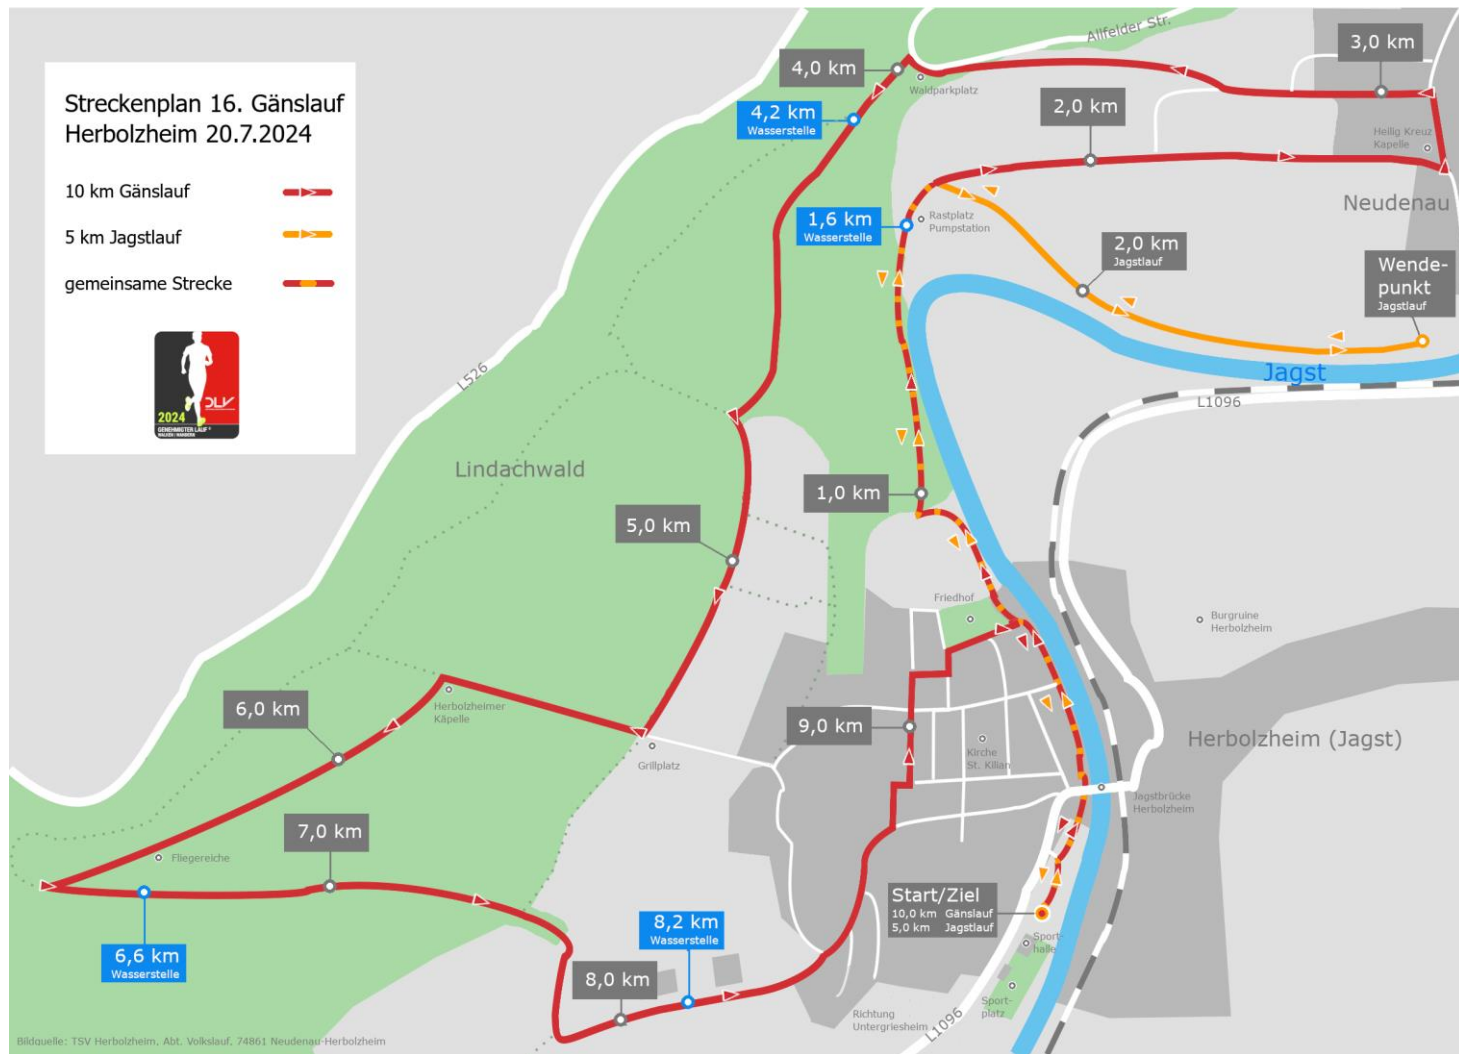 Streckenplan 16. Gänslauf
Herbolzheim 20.7.2024
10 km Gänslauf
5 km Jagstlauf
gemeinsame Strecke
2024
DLV
GENEHMIGTER LAUF
Allfelder Str.
3,0 km
4,0 km
Waldparkplatz
4,2 km
Wasserstelle
2,0 km
Heilig Kreuz
Kapelle
Neudenau
1,6 km
Wasserstelle
Rastplatz
Pumpstation
2,0 km
Jagstlauf
Wende-
punkt
Jagstlauf
L526
Jagst
L1096
Lindachwald
1,0 km
5,0 km
Friedhof
Burgruine
Herbolzheim
6,0 km
Herbolzheimer
Käpelle
Grillplatz
9,0 km
Kirche
St. Kilian
Herbolzheim (Jagst)
Jagstbrücke
Herbolzheim
7,0 km
Fliegereiche
Start/Ziel
10,0 km Gänslauf
5,0 km Jagstlauf
6,6 km
Wasserstelle
8,2 km
Wasserstelle
Sport-
halle
8,0 km
Sport-
platz
Richtung
Untergriesheim
L1096
Bildquelle: TSV Herbolzheim, Abt. Volkslauf, 74861 Neudenau-Herbolzheim